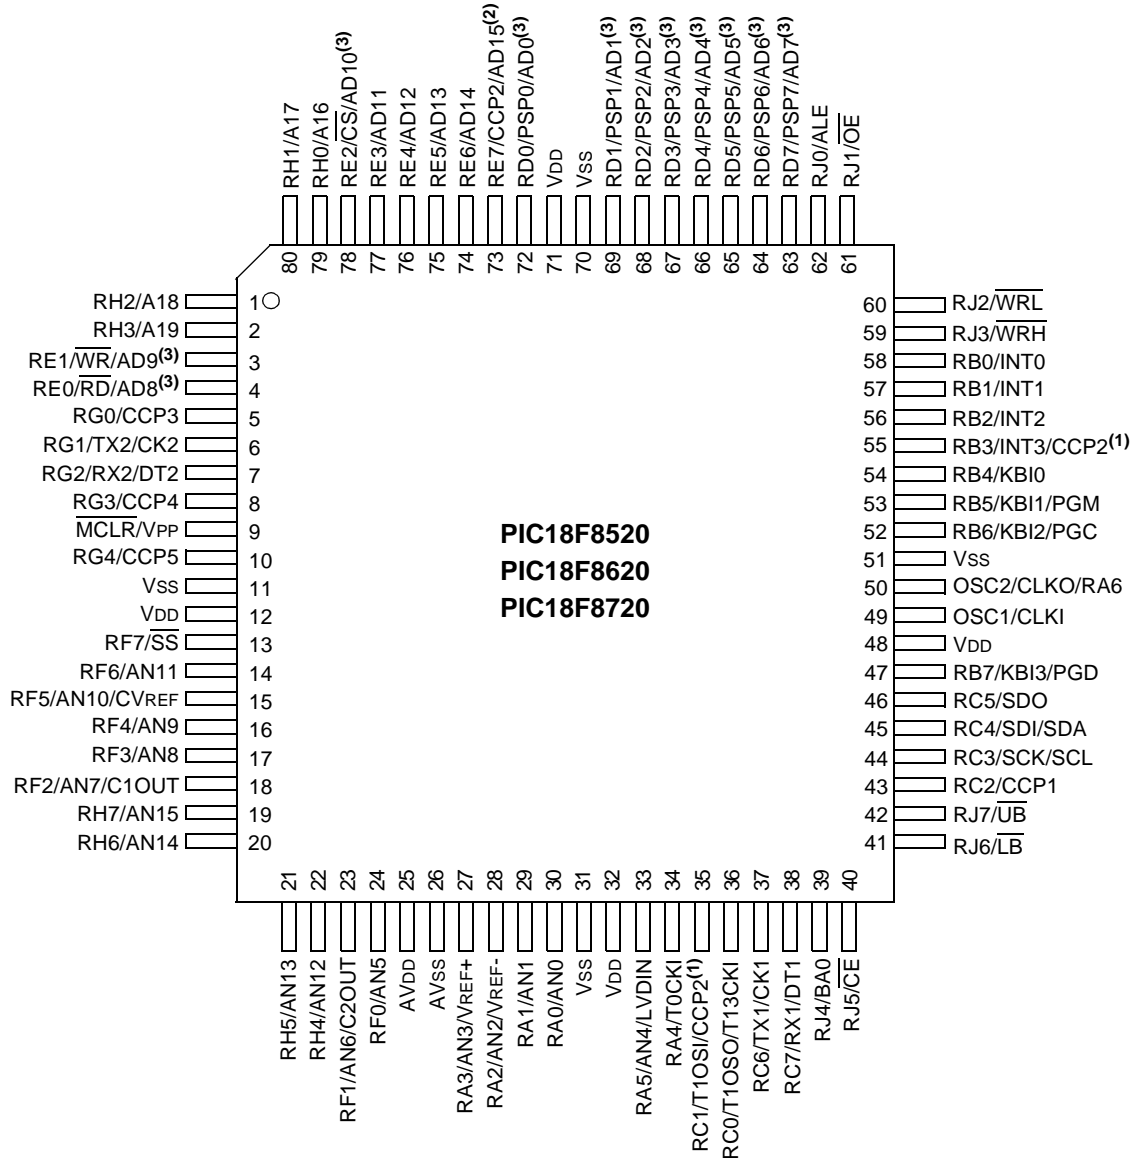 RH1/A17
RH0/A16
RE2/C̅S̅/AD10(3)
RE3/AD11
RE4/AD12
RE5/AD13
RE6/AD14
RE7/CCP2/AD15(2)
RD0/PSP0/AD0(3)
VDD
VSS
RD1/PSP1/AD1(3)
RD2/PSP2/AD2(3)
RD3/PSP3/AD3(3)
RD4/PSP4/AD4(3)
RD5/PSP5/AD5(3)
RD6/PSP6/AD6(3)
RD7/PSP7/AD7(3)
RJ0/ALE
RJ1/O̅E̅
80 79 78 77 76 75 74 73 72 71 70 69 68 67 66 65 64 63 62 61
RH2/A18 1
RH3/A19 2
RE1/W̅R̅/AD9(3) 3
RE0/R̅D̅/AD8(3) 4
RG0/CCP3 5
RG1/TX2/CK2 6
RG2/RX2/DT2 7
RG3/CCP4 8
M̅C̅L̅R̅/VPP 9
RG4/CCP5 10
VSS 11
VDD 12
RF7/S̅S̅ 13
RF6/AN11 14
RF5/AN10/CVREF 15
RF4/AN9 16
RF3/AN8 17
RF2/AN7/C1OUT 18
RH7/AN15 19
RH6/AN14 20
PIC18F8520
PIC18F8620
PIC18F8720
60 RJ2/W̅R̅L̅
59 RJ3/W̅R̅H̅
58 RB0/INT0
57 RB1/INT1
56 RB2/INT2
55 RB3/INT3/CCP2(1)
54 RB4/KBI0
53 RB5/KBI1/PGM
52 RB6/KBI2/PGC
51 VSS
50 OSC2/CLKO/RA6
49 OSC1/CLKI
48 VDD
47 RB7/KBI3/PGD
46 RC5/SDO
45 RC4/SDI/SDA
44 RC3/SCK/SCL
43 RC2/CCP1
42 RJ7/U̅B̅
41 RJ6/L̅B̅
21 22 23 24 25 26 27 28 29 30 31 32 33 34 35 36 37 38 39 40
RH5/AN13
RH4/AN12
RF1/AN6/C2OUT
RF0/AN5
AVDD
AVSS
RA3/AN3/VREF+
RA2/AN2/VREF-
RA1/AN1
RA0/AN0
VSS
VDD
RA5/AN4/LVDIN
RA4/T0CKI
RC1/T1OSI/CCP2(1)
RC0/T1OSO/T13CKI
RC6/TX1/CK1
RC7/RX1/DT1
RJ4/BA0
RJ5/C̅E̅